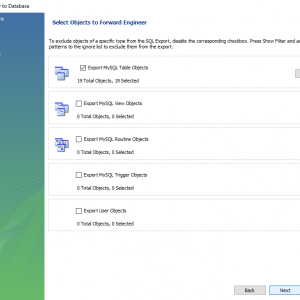 r to Database
Select Objects to Forward Engineer
To exclude objects of a specific type from the SQL Export, disable the corresponding checkbox. Press Show Filter and a
patterns to the ignore list to exclude them from the export.
Export MySQL Table Objects
19 Total Objects, 19 Selected
Export MySQL View Objects
0 Total Objects, 0 Selected
Export MySQL Routine Objects
0 Total Objects, 0 Selected
Export MySQL Trigger Objects
0 Total Objects, 0 Selected
Export User Objects
0 Total Objects, 0 Selected
Back
Next